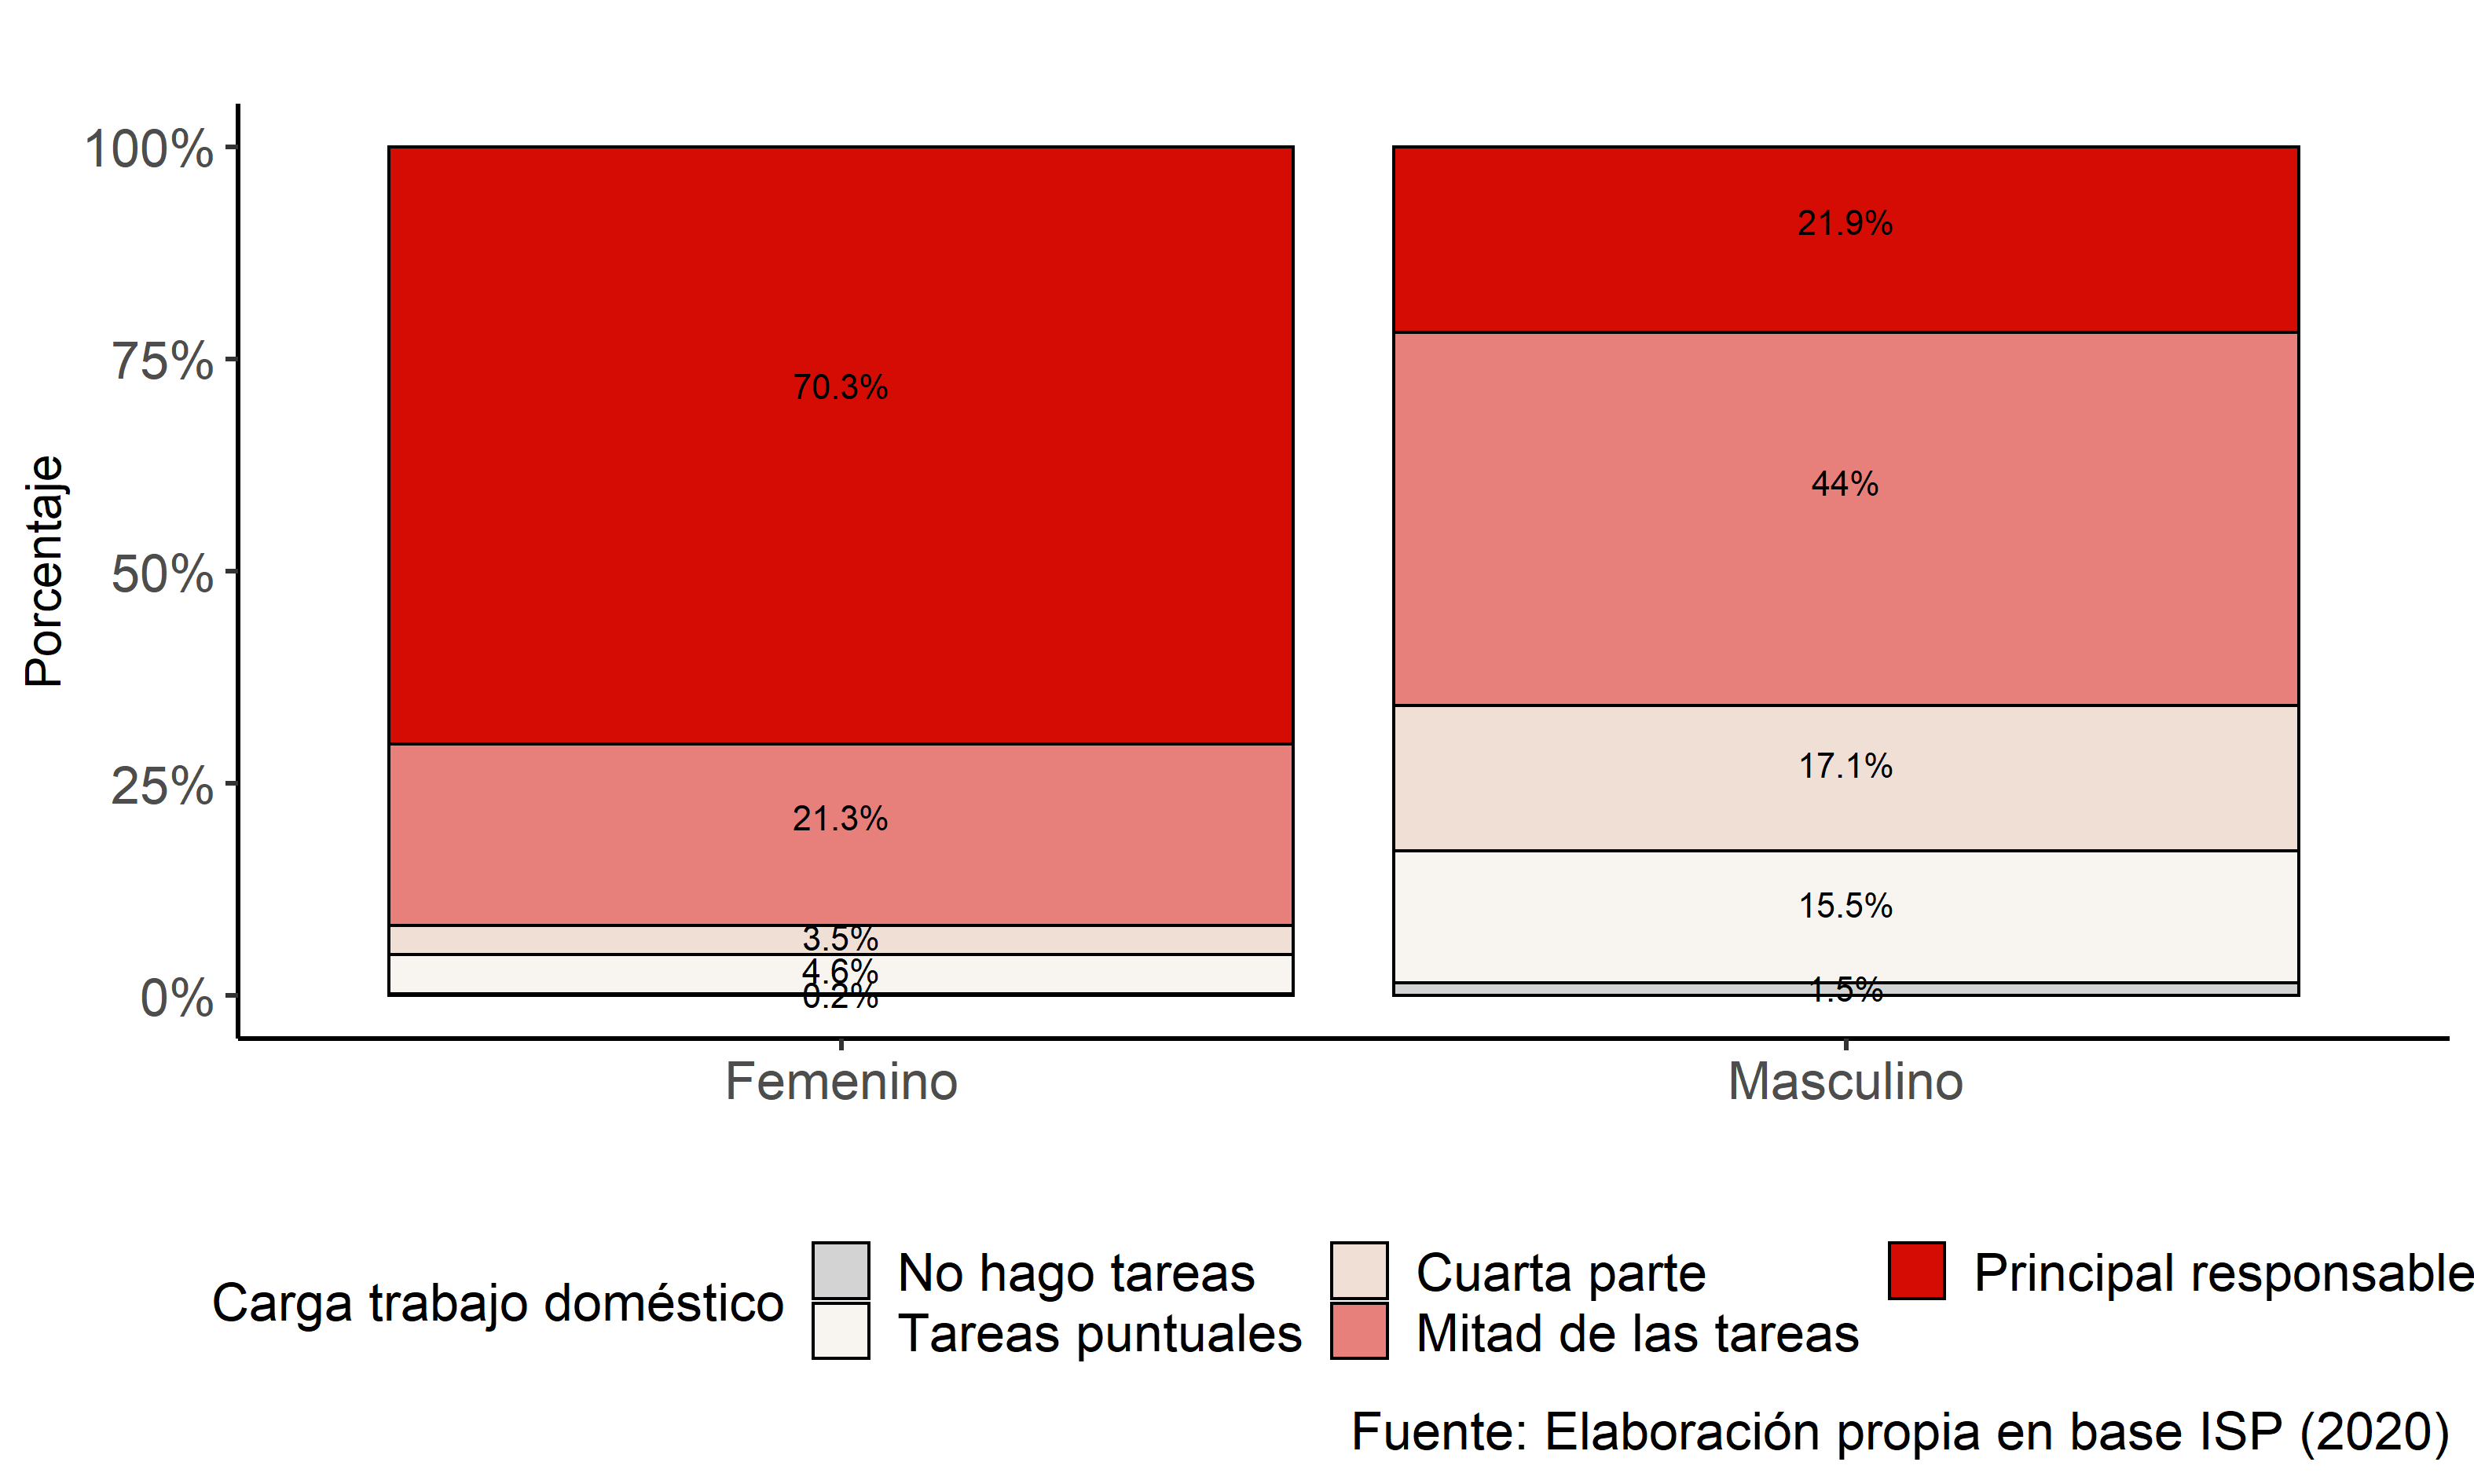 100%
75%
50%
25%
0%
Porcentaje
70.3%
21.3%
3.5%
4.6%
0.2%
21.9%
44%
17.1%
15.5%
1.5%
Femenino
Masculino
Carga trabajo doméstico
No hago tareas
Tareas puntuales
Cuarta parte
Mitad de las tareas
Principal responsable
Fuente: Elaboración propia en base ISP (2020)